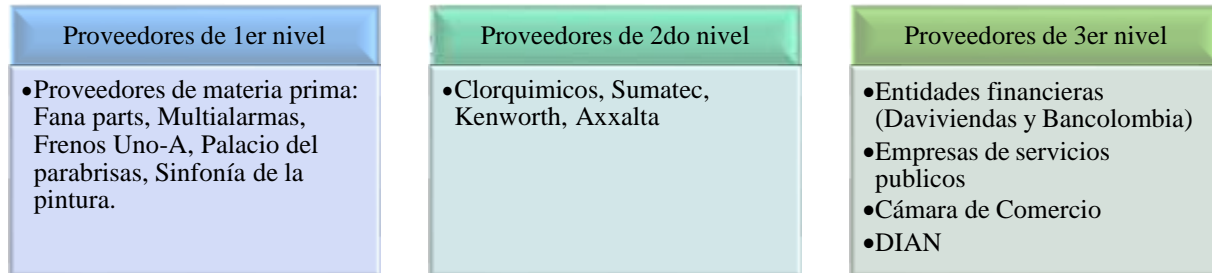 Proveedores de 1er nivel
•Proveedores de materia prima:
Fana parts, Multialarmas,
Frenos Uno-A, Palacio del
parabrisas, Sinfonía de la
pintura.
Proveedores de 2do nivel
•Clorquimicos, Sumatec,
Kenworth, Axxalta
Proveedores de 3er nivel
•Entidades financieras
(Daviviendas y Bancolombia)
•Empresas de servicios
publicos
•Cámara de Comercio
•DIAN